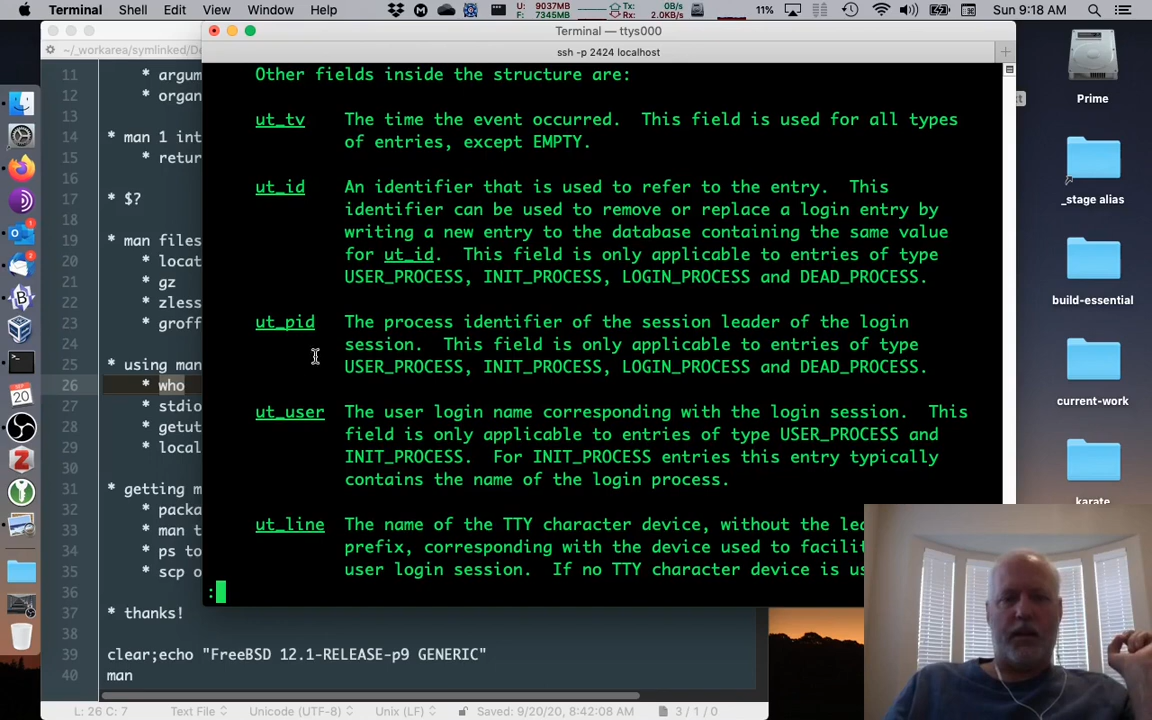 Terminal Shell Edit View Window Help
U: 9037MB
F: 7345MB
Tx: 0B/s
Rx: 2.0KB/s
11%
Sun 9:18 AM
Terminal — ttys000
~/_workarea/symlinked/De
ssh -p 2424 localhost
+
11 * argum
12 * organ
13
14 * man 1 int
15 * retur
16
17 * $?
18
19 * man files
20 * locat
21 * gz
22 * zless
23 * groff
24
25 * using man
26 * who
27 * stdio
28 * getut
29 * local
30
31 * getting m
32 * packa
33 * man t
34 * ps to
35 * scp o
36
37 * thanks!
38
39 clear;echo "FreeBSD 12.1-RELEASE-p9 GENERIC"
40 man
Other fields inside the structure are:
ut_tv The time the event occurred. This field is used for all types
of entries, except EMPTY.
ut_id An identifier that is used to refer to the entry. This
identifier can be used to remove or replace a login entry by
writing a new entry to the database containing the same value
for ut_id. This field is only applicable to entries of type
USER_PROCESS, INIT_PROCESS, LOGIN_PROCESS and DEAD_PROCESS.
ut_pid The process identifier of the session leader of the login
session. This field is only applicable to entries of type
USER_PROCESS, INIT_PROCESS, LOGIN_PROCESS and DEAD_PROCESS.
ut_user The user login name corresponding with the login session. This
field is only applicable to entries of type USER_PROCESS and
INIT_PROCESS. For INIT_PROCESS entries this entry typically
contains the name of the login process.
ut_line The name of the TTY character device, without the lea
prefix, corresponding with the device used to facilit
user login session. If no TTY character device is us
:
L: 26 C: 7 Text File Unicode (UTF-8) Unix (LF) Saved: 9/20/20, 8:42:08 AM 3 / 1 / 0
Prime
_stage alias
build-essential
current-work
karate
SEP
20